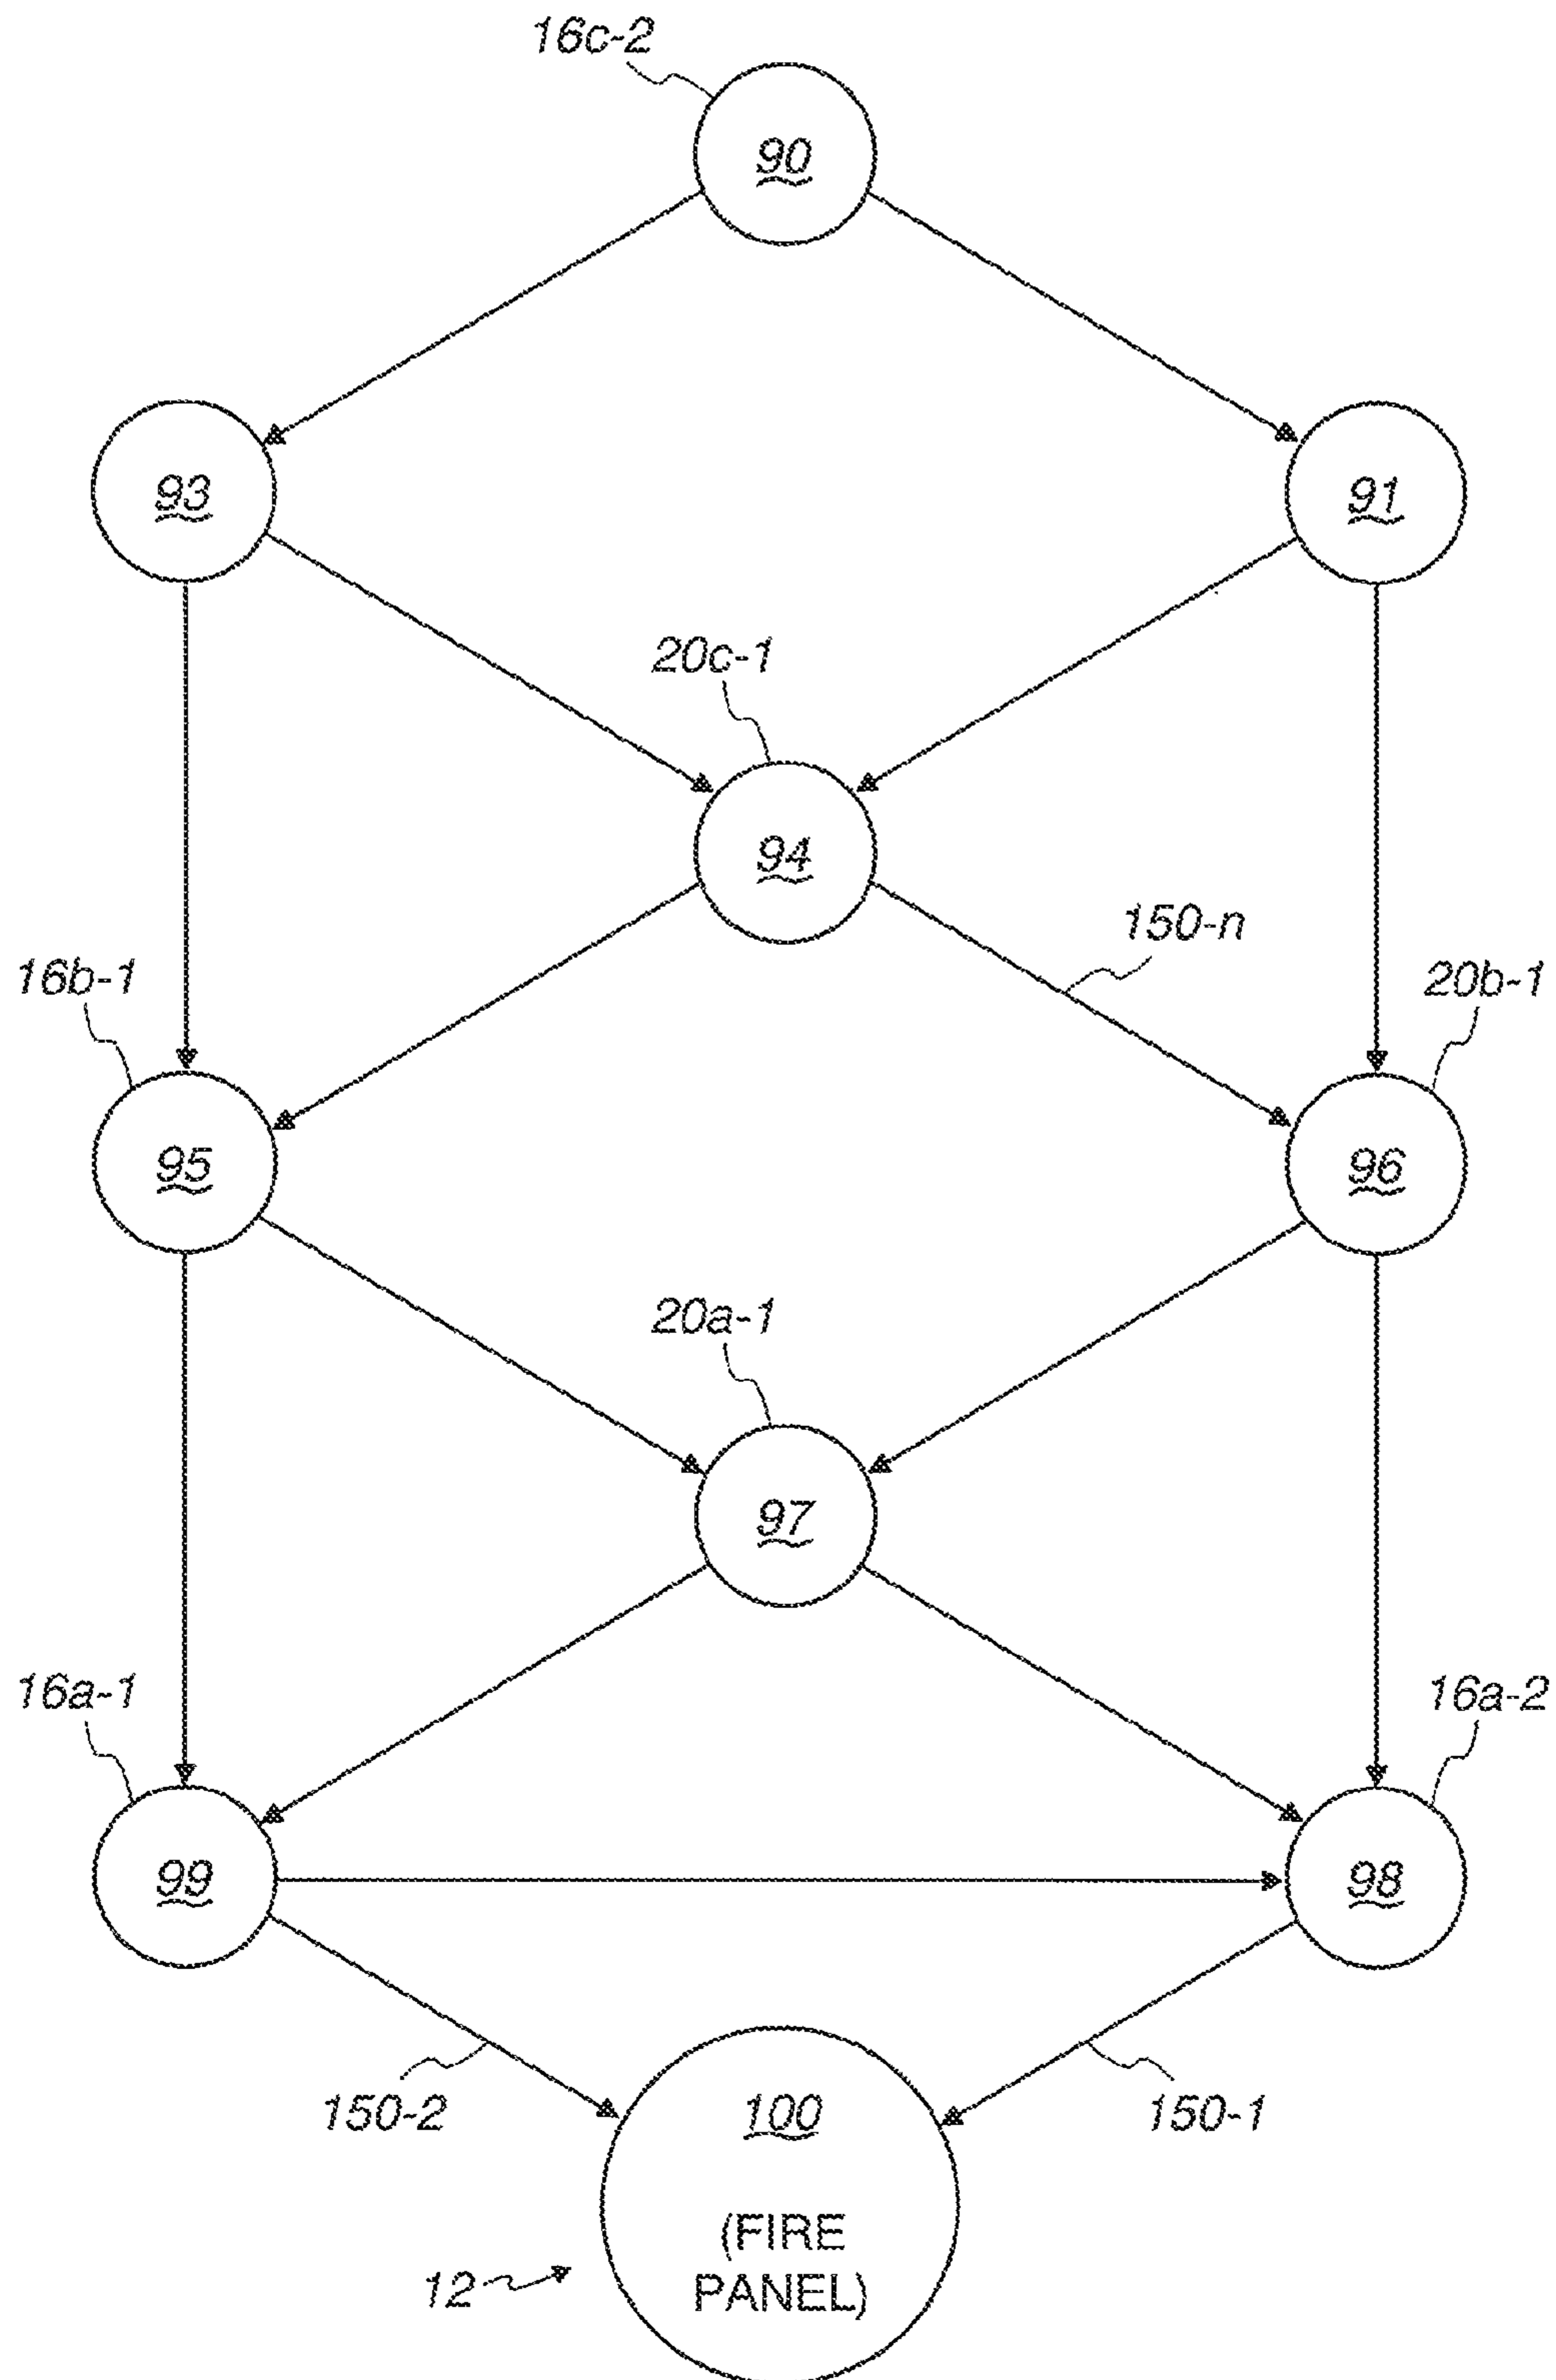 16c-2
90
93
91
20c-1
94
150-n
16b-1
20b-1
95
96
20a-1
97
16a-1
16a-2
99
98
150-2
100
150-1
(FIRE
PANEL)
12